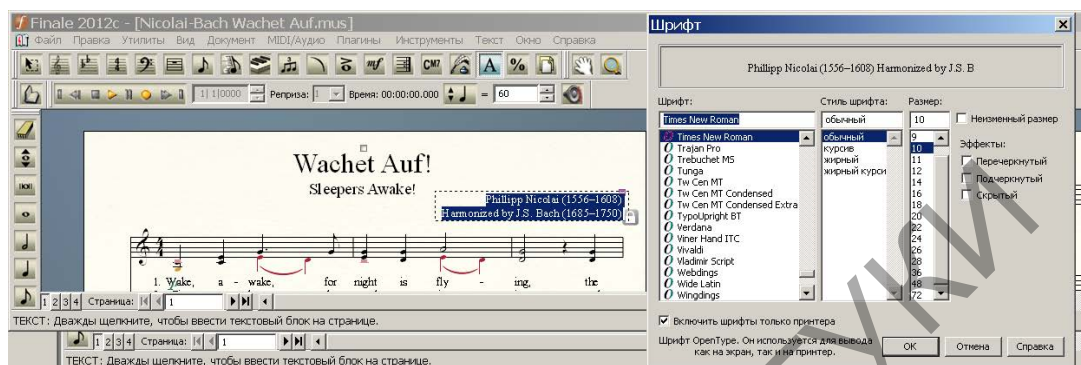 Finale 2012c - [Nicolai-Bach Wachet Auf.mus]
Файл Правка Утилиты Вид Документ MIDI/Аудио Плагины Инструменты Текст Окно Справка
CM7 A %
1| 1|0000 Реприза: 1 Время: 00:00:00.000 = 60
Wachet Auf!
Sleepers Awake!
Phillipp Nicolai (1556–1608)
Harmonized by J.S. Bach (1685–1750)
1. Wake, a - wake, for night is fly - ing, the
1 2 3 4 Страница: 1
ТЕКСТ: Дважды щелкните, чтобы ввести текстовый блок на странице.
1 2 3 4 Страница: 1
ТЕКСТ: Дважды щелкните, чтобы ввести текстовый блок на странице.
Шрифт
Phillipp Nicolai (1556–1608) Harmonized by J.S. B
Шрифт: Стиль шрифта: Размер:
Times New Roman обычный 10 Неизменный размер
Times New Roman обычный 9
Trajan Pro курсив 10 Эффекты:
Trebuchet MS жирный 11 Перечеркнутый
Tunga жирный курси 12
Tw Cen MT 14 Подчеркнутый
Tw Cen MT Condensed 16 Скрытый
Tw Cen MT Condensed Extra 18
TypoUpright BT 20
Verdana 22
Viner Hand ITC 24
Vivaldi 26
Vladimir Script 28
Webdings 36
Wide Latin 48
Wingdings 72
Включить шрифты только принтера
Шрифт OpenType. Он используется для вывода
как на экран, так и на принтер.
ОК Отмена Справка